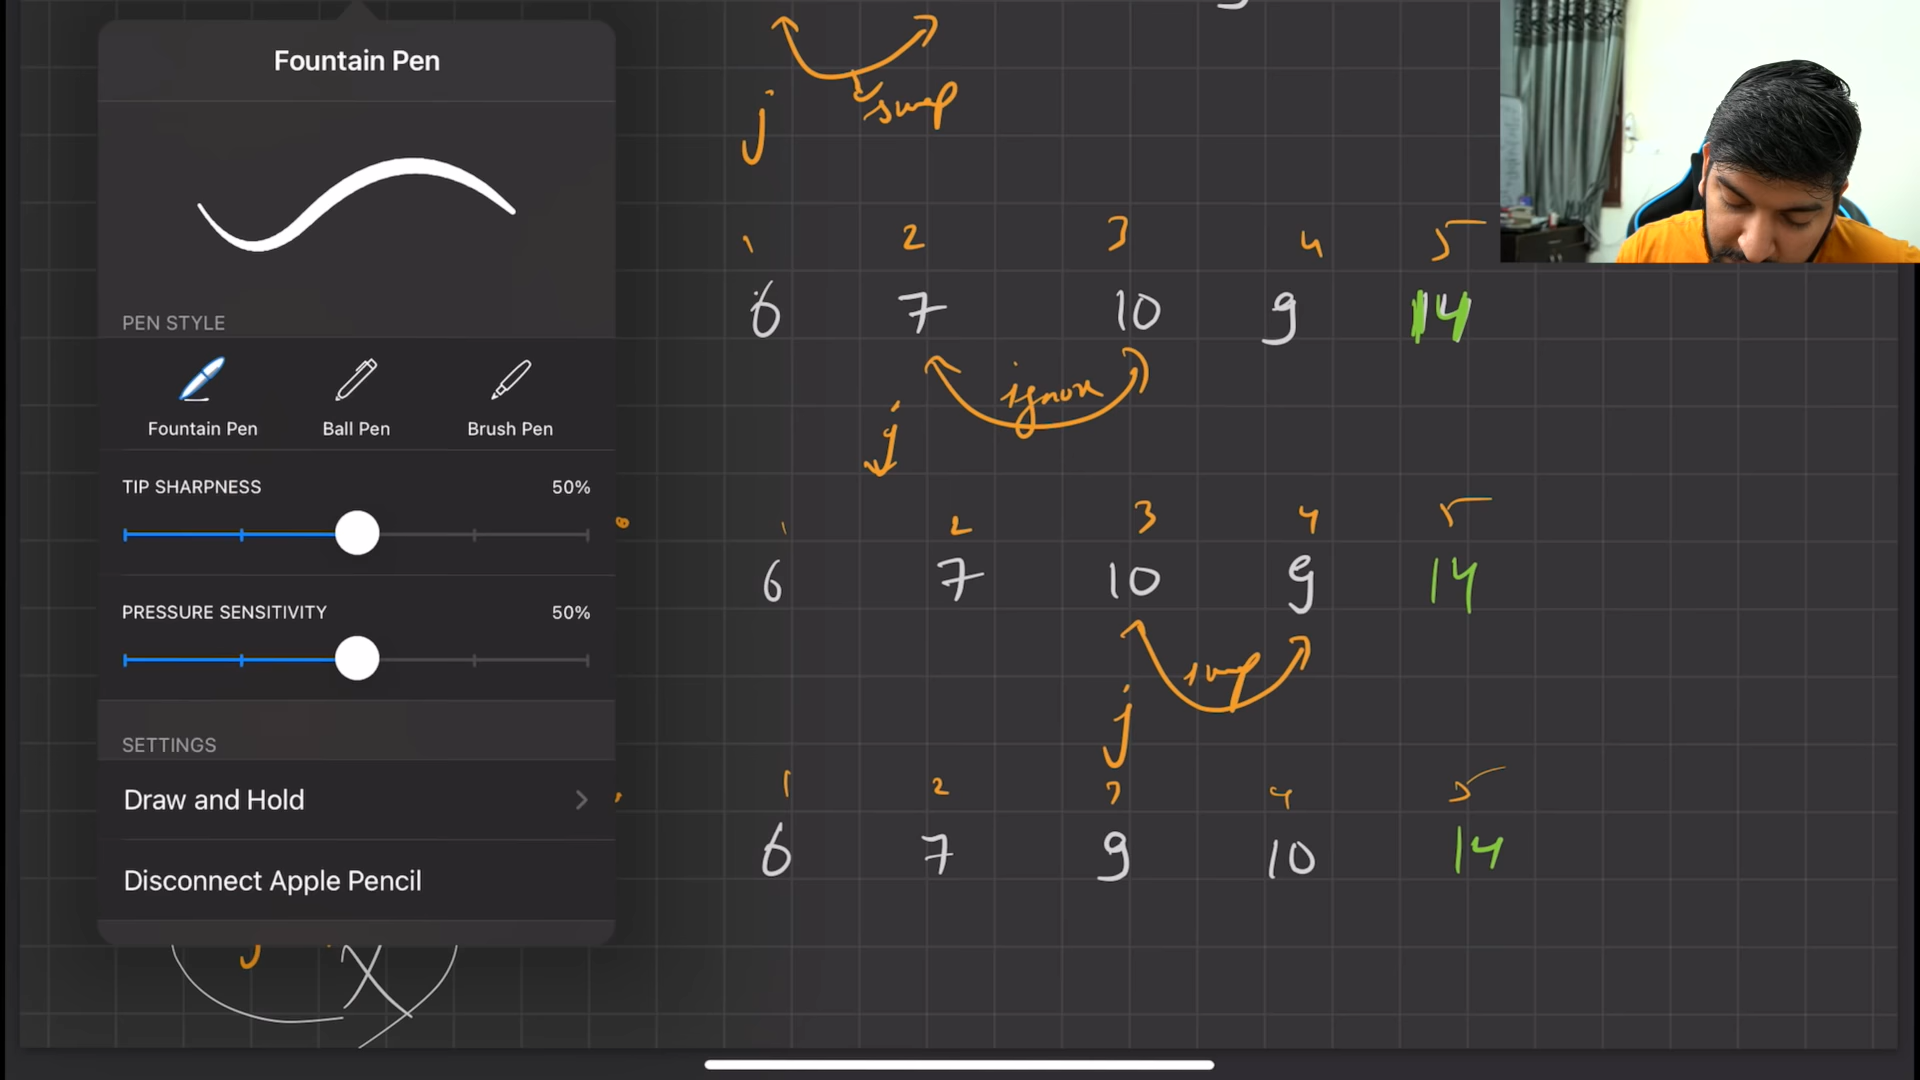 Fountain Pen
swap
j
1 2 3 4 5
6 7 10 9 14
PEN STYLE
ignore
Fountain Pen Ball Pen Brush Pen
j
TIP SHARPNESS 50%
1 2 3 4 5
6 7 10 9 14
PRESSURE SENSITIVITY 50%
swap
j
SETTINGS
1 2 3 4 5
Draw and Hold
6 7 9 10 14
Disconnect Apple Pencil